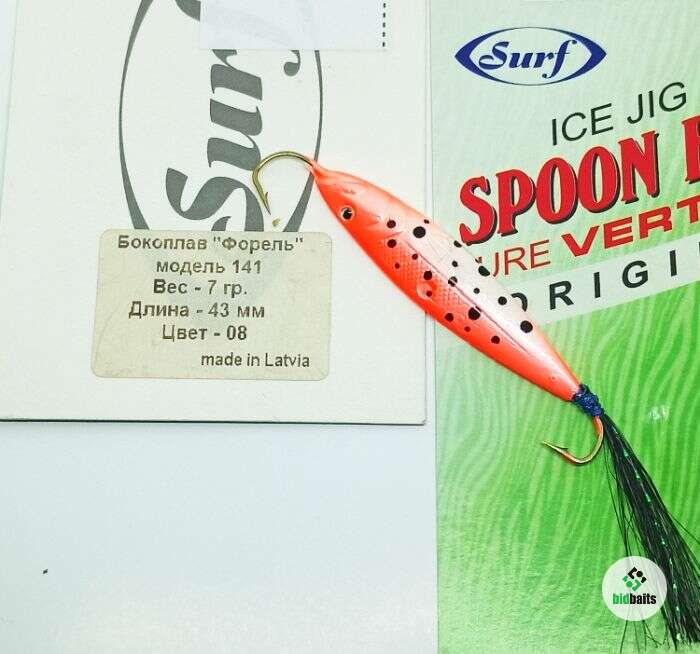 Surf
Бокоплав "Форель"
модель 141
Вес - 7 гр.
Длина - 43 мм
Цвет - 08
made in Latvia
Surf
ICE JIG
SPOON
URE VERT
ORIGI
bidbaits